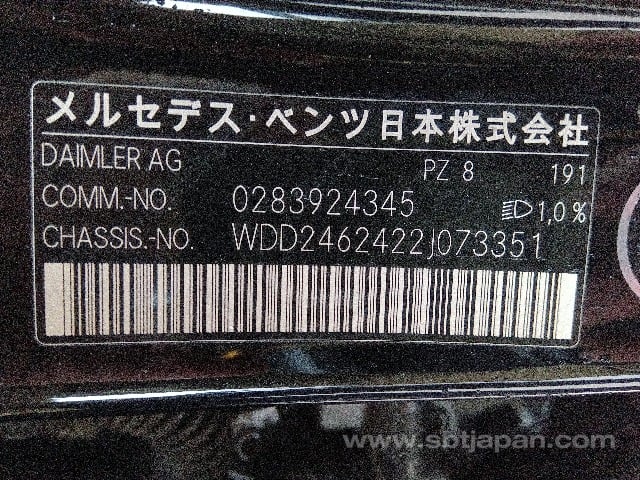 メルセデス・ベンツ日本株式会社
DAIMLER AG PZ 8 191
COMM.-NO. 0283924345 1,0%
CHASSIS.-NO. WDD2462422J073351
www.sbtjapan.com